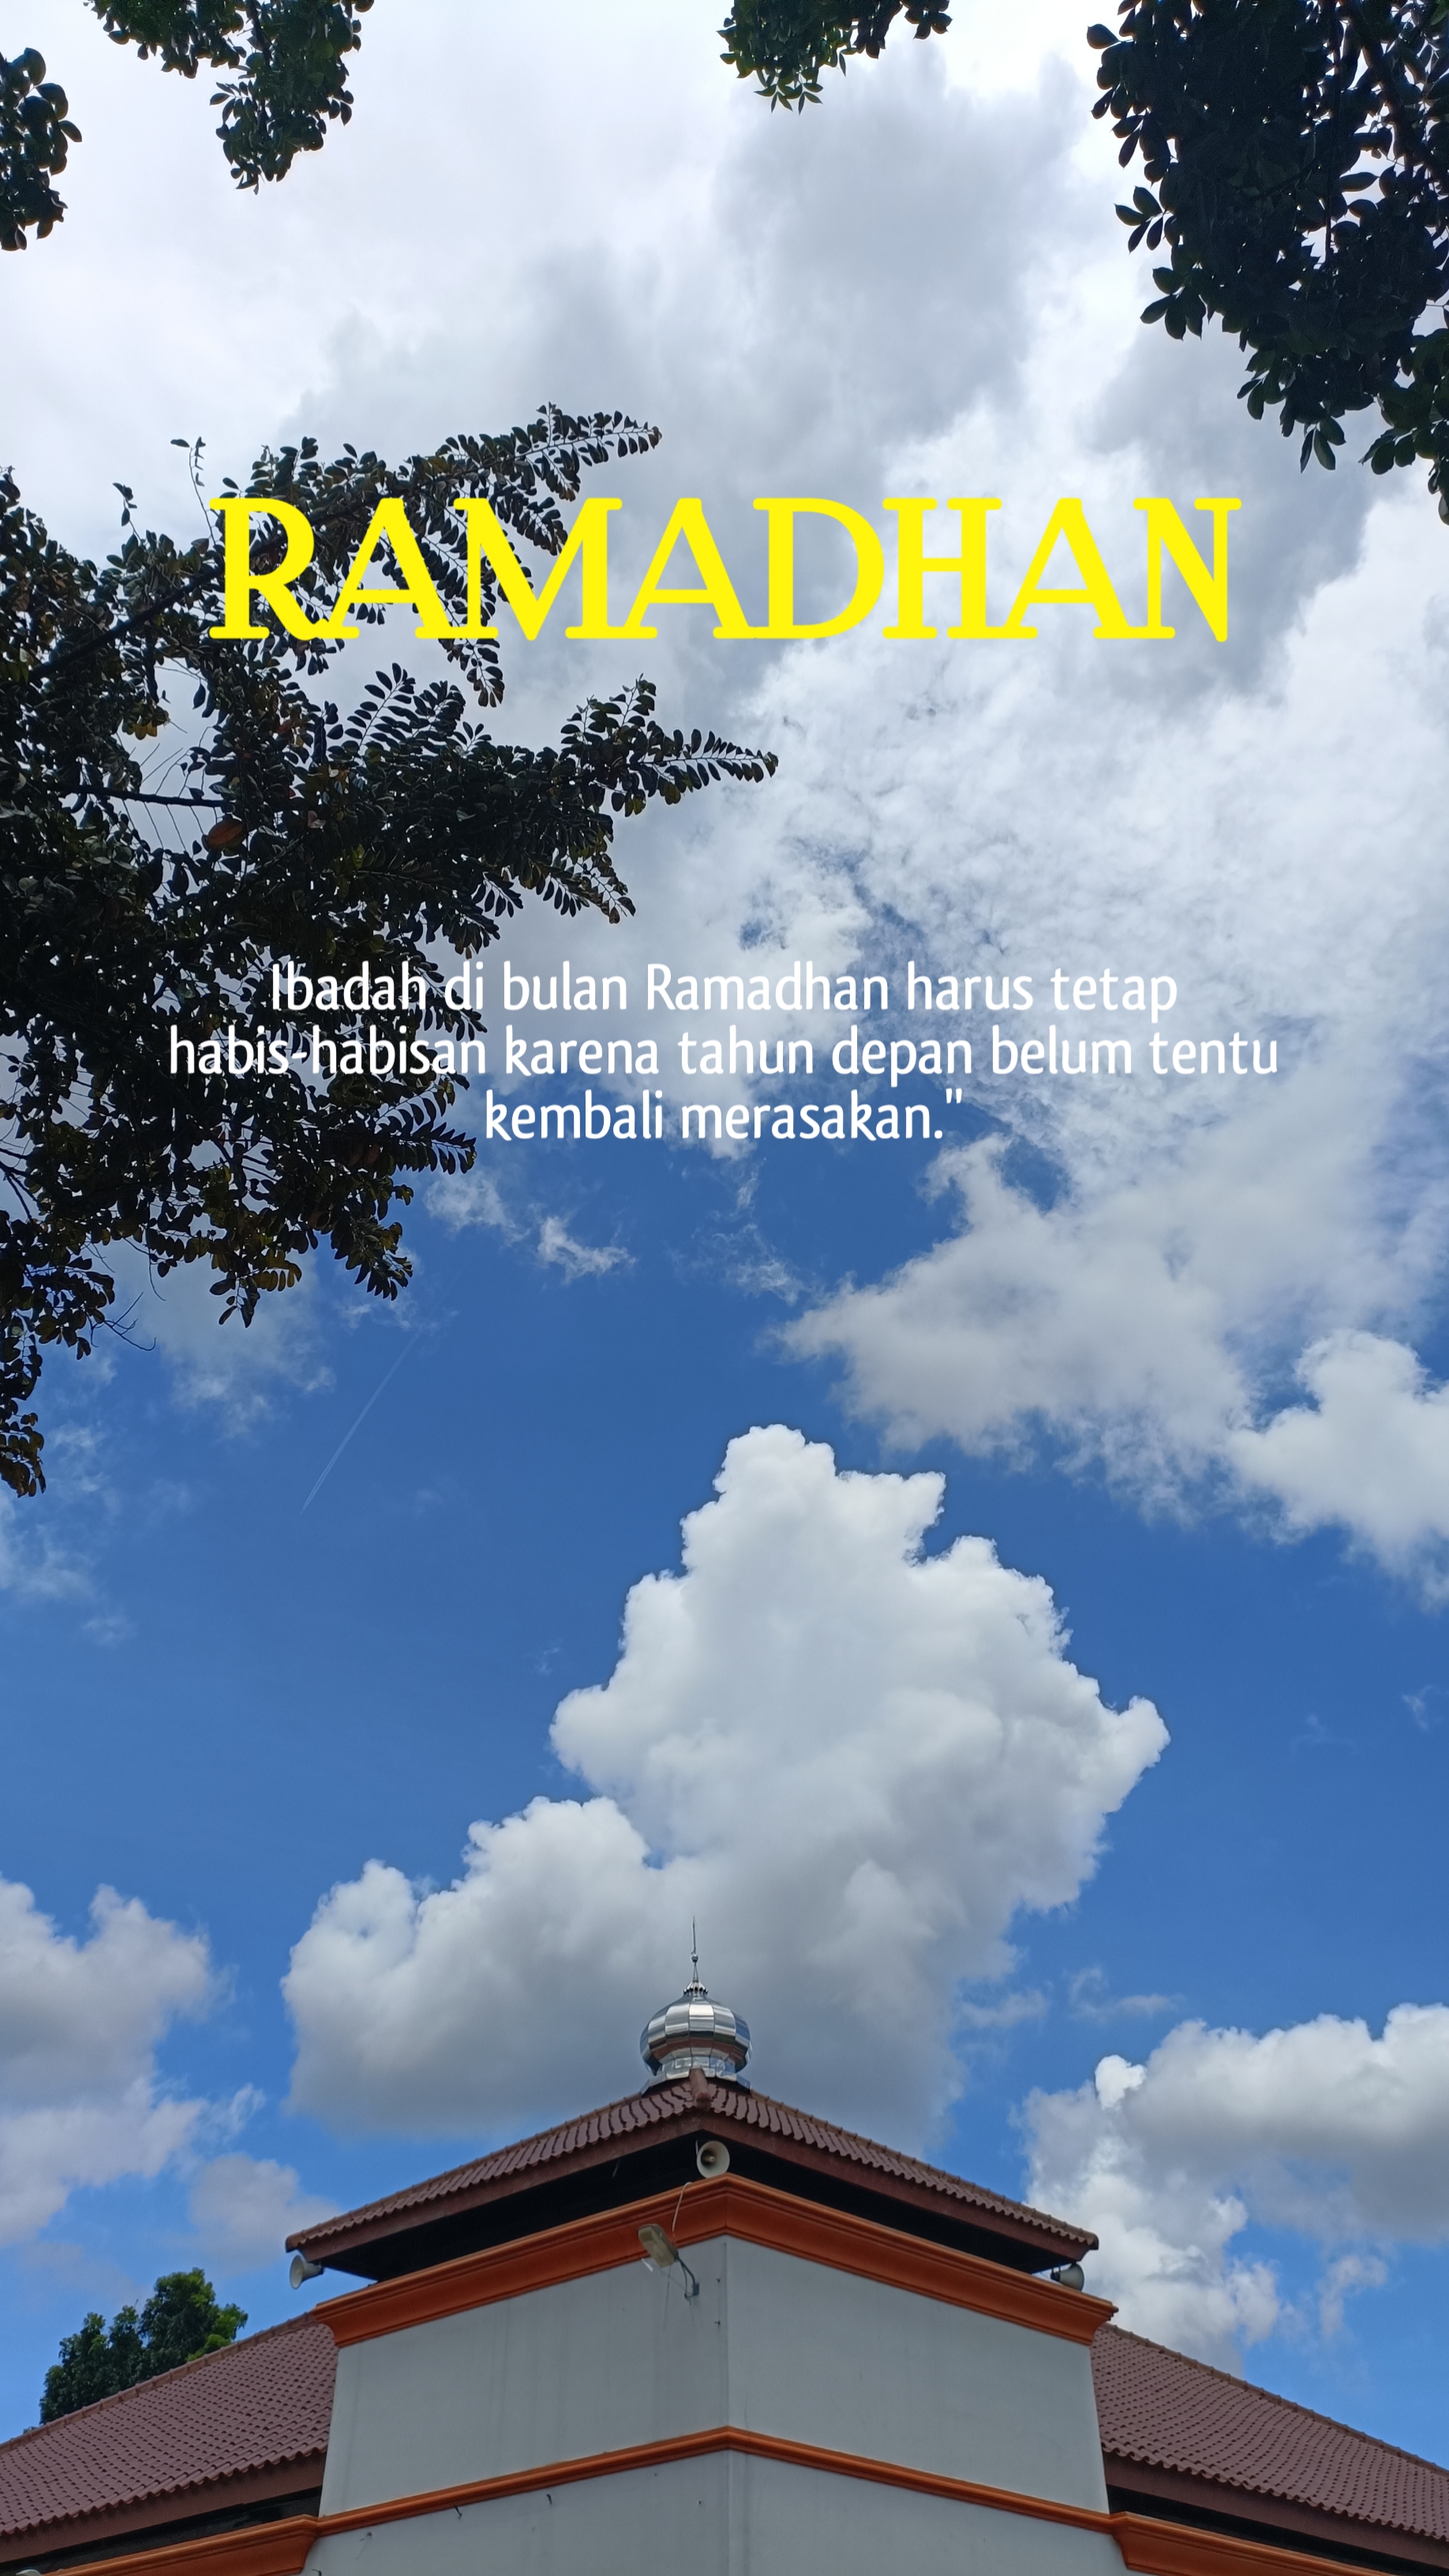 RAMADHAN
Ibadah di bulan Ramadhan harus tetap
habis-habisan karena tahun depan belum tentu
kembali merasakan."